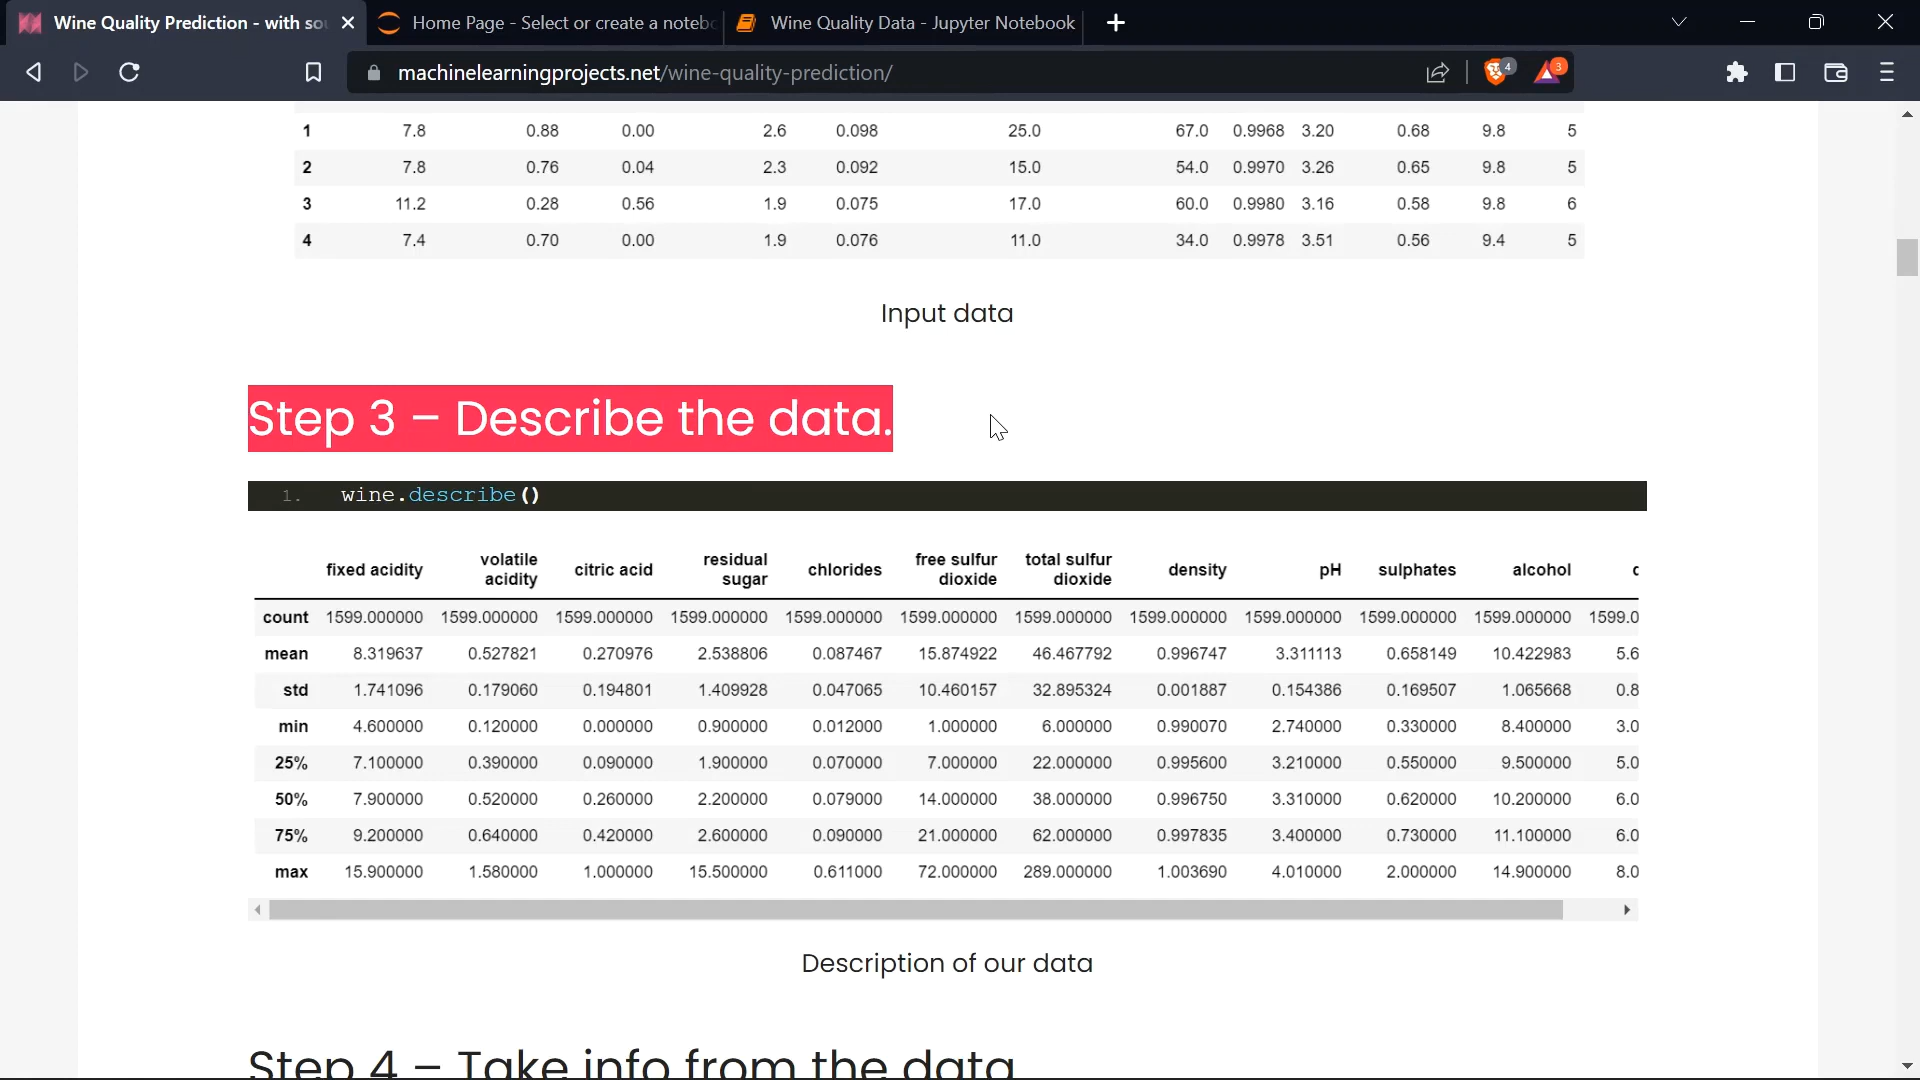 Wine Quality Prediction - with so
Home Page - Select or create a noteb
Wine Quality Data - Jupyter Notebook
machinelearningprojects.net/wine-quality-prediction/
4
3
1 7.8 0.88 0.00 2.6 0.098 25.0 67.0 0.9968 3.20 0.68 9.8 5
2 7.8 0.76 0.04 2.3 0.092 15.0 54.0 0.9970 3.26 0.65 9.8 5
3 11.2 0.28 0.56 1.9 0.075 17.0 60.0 0.9980 3.16 0.58 9.8 6
4 7.4 0.70 0.00 1.9 0.076 11.0 34.0 0.9978 3.51 0.56 9.4 5
Input data
Step 3 – Describe the data.
1. wine.describe()
fixed acidity volatile acidity citric acid residual sugar chlorides free sulfur dioxide total sulfur dioxide density pH sulphates alcohol
count 1599.000000 1599.000000 1599.000000 1599.000000 1599.000000 1599.000000 1599.000000 1599.000000 1599.000000 1599.000000 1599.000000 1599.0
mean 8.319637 0.527821 0.270976 2.538806 0.087467 15.874922 46.467792 0.996747 3.311113 0.658149 10.422983 5.6
std 1.741096 0.179060 0.194801 1.409928 0.047065 10.460157 32.895324 0.001887 0.154386 0.169507 1.065668 0.8
min 4.600000 0.120000 0.000000 0.900000 0.012000 1.000000 6.000000 0.990070 2.740000 0.330000 8.400000 3.0
25% 7.100000 0.390000 0.090000 1.900000 0.070000 7.000000 22.000000 0.995600 3.210000 0.550000 9.500000 5.0
50% 7.900000 0.520000 0.260000 2.200000 0.079000 14.000000 38.000000 0.996750 3.310000 0.620000 10.200000 6.0
75% 9.200000 0.640000 0.420000 2.600000 0.090000 21.000000 62.000000 0.997835 3.400000 0.730000 11.100000 6.0
max 15.900000 1.580000 1.000000 15.500000 0.611000 72.000000 289.000000 1.003690 4.010000 2.000000 14.900000 8.0
Description of our data
Step 4 – Take info from the data